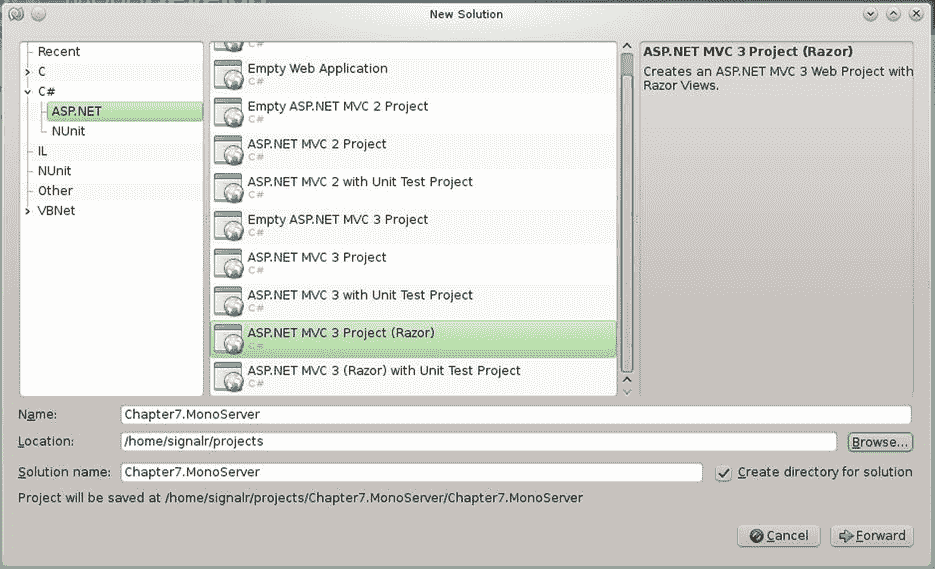 New Solution
Recent
C
C#
ASP.NET
NUnit
IL
NUnit
Other
VBNet
C#
Empty Web Application
C#
Empty ASP.NET MVC 2 Project
C#
ASP.NET MVC 2 Project
C#
ASP.NET MVC 2 with Unit Test Project
C#
Empty ASP.NET MVC 3 Project
C#
ASP.NET MVC 3 Project
C#
ASP.NET MVC 3 with Unit Test Project
C#
ASP.NET MVC 3 Project (Razor)
C#
ASP.NET MVC 3 (Razor) with Unit Test Project
C#
ASP.NET MVC 3 Project (Razor)
Creates an ASP.NET MVC 3 Web Project with
Razor Views.
Name: Chapter7.MonoServer
Location: /home/signalr/projects Browse...
Solution name: Chapter7.MonoServer Create directory for solution
Project will be saved at /home/signalr/projects/Chapter7.MonoServer/Chapter7.MonoServer
Cancel Forward